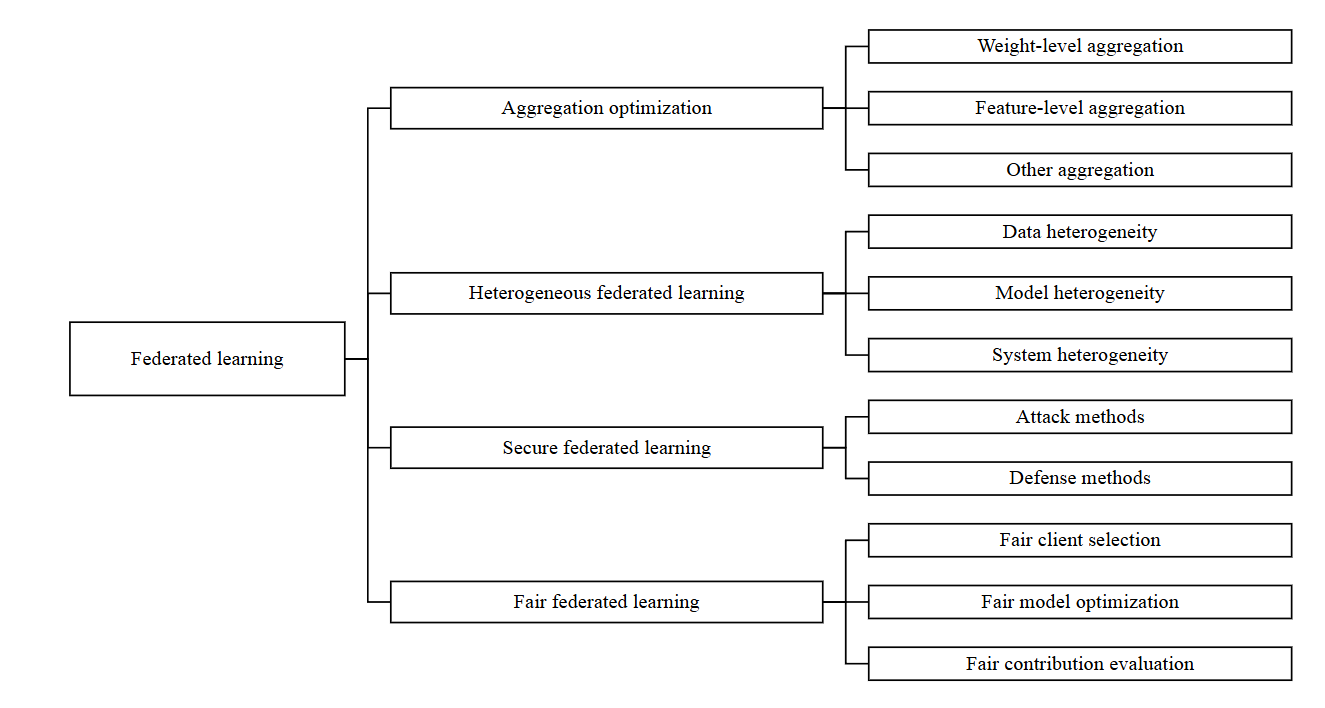 Federated learning
Aggregation optimization
Weight-level aggregation
Feature-level aggregation
Other aggregation
Heterogeneous federated learning
Data heterogeneity
Model heterogeneity
System heterogeneity
Secure federated learning
Attack methods
Defense methods
Fair federated learning
Fair client selection
Fair model optimization
Fair contribution evaluation